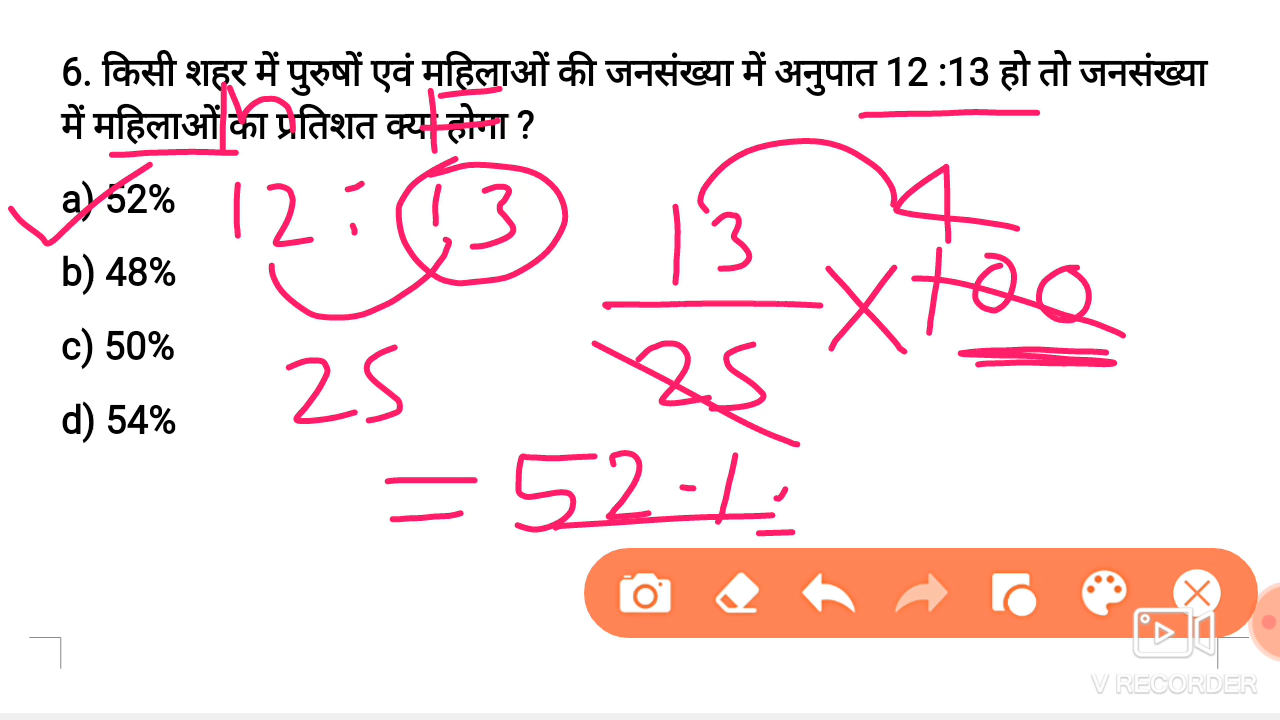 6. किसी शहर में पुरुषों एवं महिलाओं की जनसंख्या में अनुपात 12 :13 हो तो जनसंख्या
में महिलाओं का प्रतिशत क्या होगा ?
M F
a) 52%
12 : 13
13 4
b) 48%
× 100
c) 50%
25
25
d) 54%
= 52 %
V RECORDER